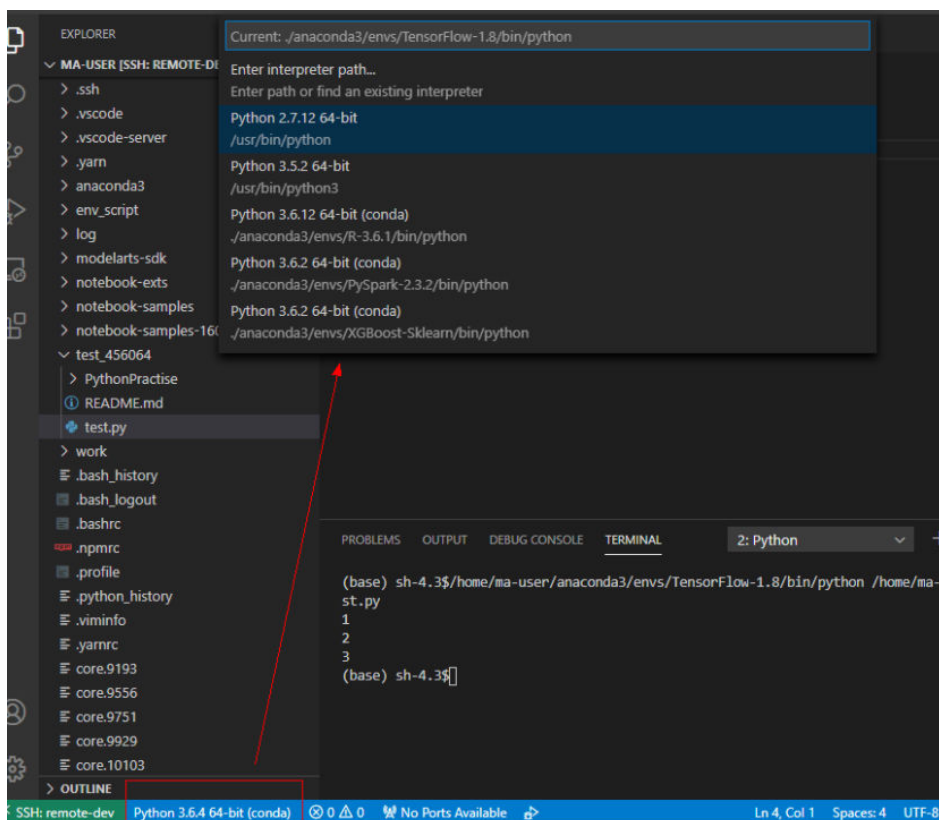 EXPLORER
MA-USER [SSH: REMOTE-DE
.ssh
.vscode
.vscode-server
.yarn
anaconda3
env_script
log
modelarts-sdk
notebook-exts
notebook-samples
notebook-samples-160
test_456064
PythonPractise
README.md
test.py
work
.bash_history
.bash_logout
.bashrc
.npmrc
.profile
.python_history
.viminfo
.yarnrc
core.9193
core.9556
core.9751
core.9929
core.10103
OUTLINE
Current: ./anaconda3/envs/TensorFlow-1.8/bin/python
Enter interpreter path...
Enter path or find an existing interpreter
Python 2.7.12 64-bit
/usr/bin/python
Python 3.5.2 64-bit
/usr/bin/python3
Python 3.6.12 64-bit (conda)
./anaconda3/envs/R-3.6.1/bin/python
Python 3.6.2 64-bit (conda)
./anaconda3/envs/PySpark-2.3.2/bin/python
Python 3.6.2 64-bit (conda)
./anaconda3/envs/XGBoost-Sklearn/bin/python
PROBLEMS OUTPUT DEBUG CONSOLE TERMINAL 2: Python
(base) sh-4.3$/home/ma-user/anaconda3/envs/TensorFlow-1.8/bin/python /home/ma-
st.py
1
2
3
(base) sh-4.3$
SSH: remote-dev Python 3.6.4 64-bit (conda) 0 0 No Ports Available Ln 4, Col 1 Spaces: 4 UTF-8